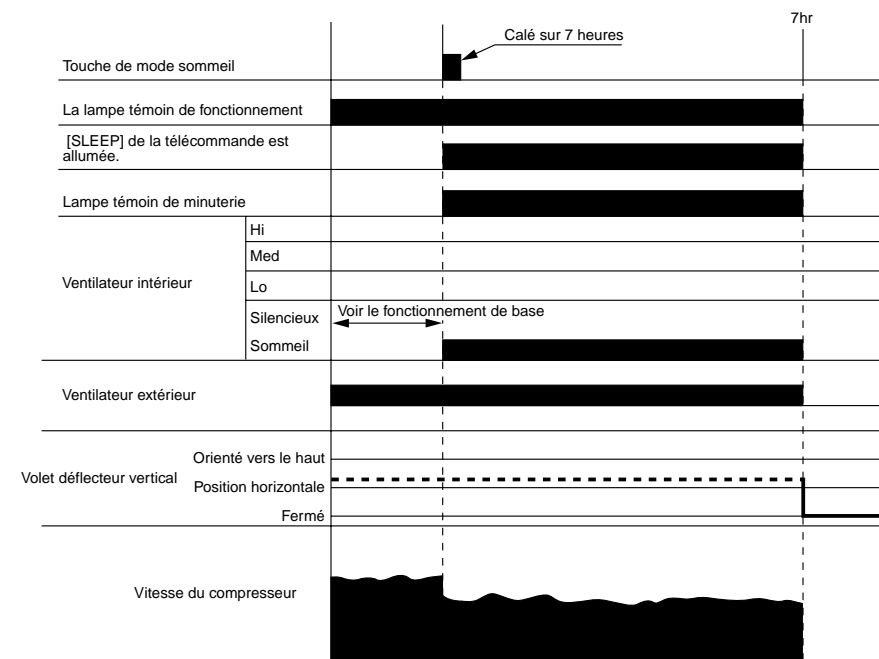 7hr
Calé sur 7 heures
Touche de mode sommeil
La lampe témoin de fonctionnement
[SLEEP] de la télécommande est
allumée.
Lampe témoin de minuterie
Hi
Med
Ventilateur intérieur
Lo
Silencieux
Voir le fonctionnement de base
Sommeil
Ventilateur extérieur
Orienté vers le haut
Volet déflecteur vertical
Position horizontale
Fermé
Vitesse du compresseur